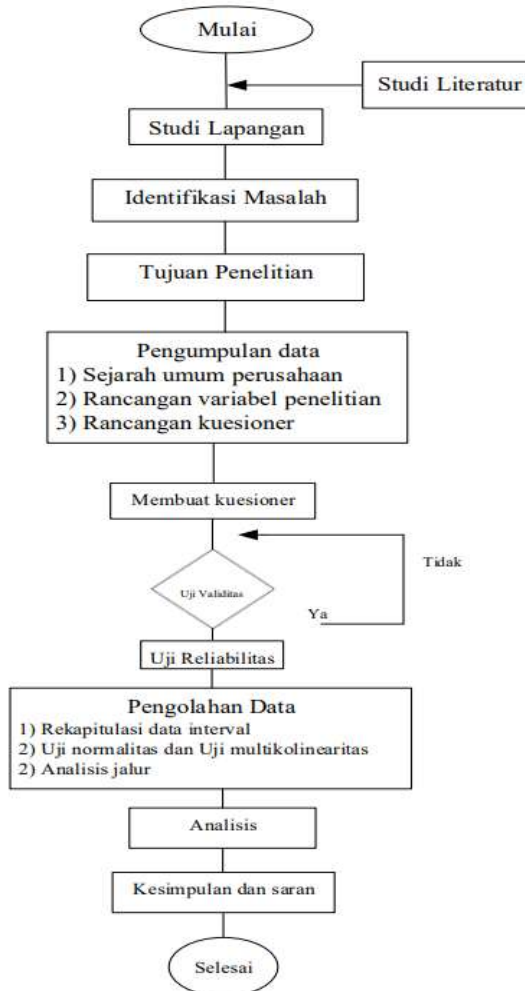 Mulai
Studi Literatur
Studi Lapangan
Identifikasi Masalah
Tujuan Penelitian
Pengumpulan data
1) Sejarah umum perusahaan
2) Rancangan variabel penelitian
3) Rancangan kuesioner
Membuat kuesioner
Tidak
Uji Validitas
Ya
Uji Reliabilitas
Pengolahan Data
1) Rekapitulasi data interval
2) Uji normalitas dan Uji multikolinearitas
2) Analisis jalur
Analisis
Kesimpulan dan saran
Selesai